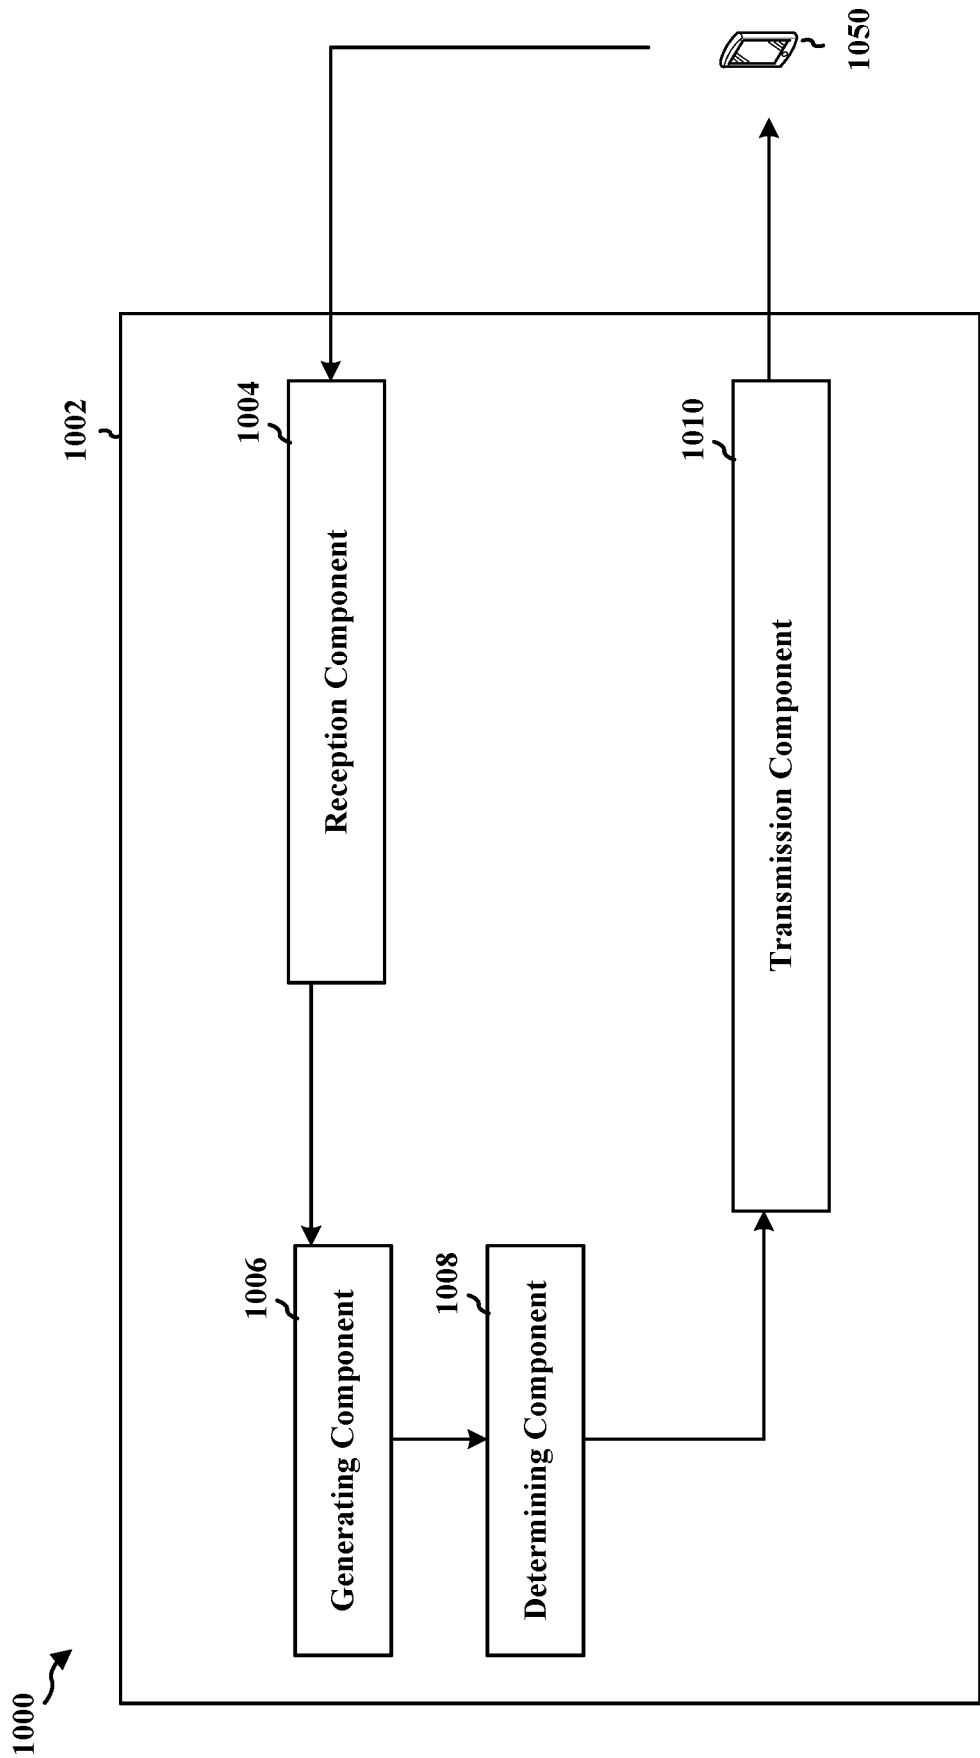 1000
1002
1006
Generating Component
1004
Reception Component
1008
Determining Component
1010
Transmission Component
1050